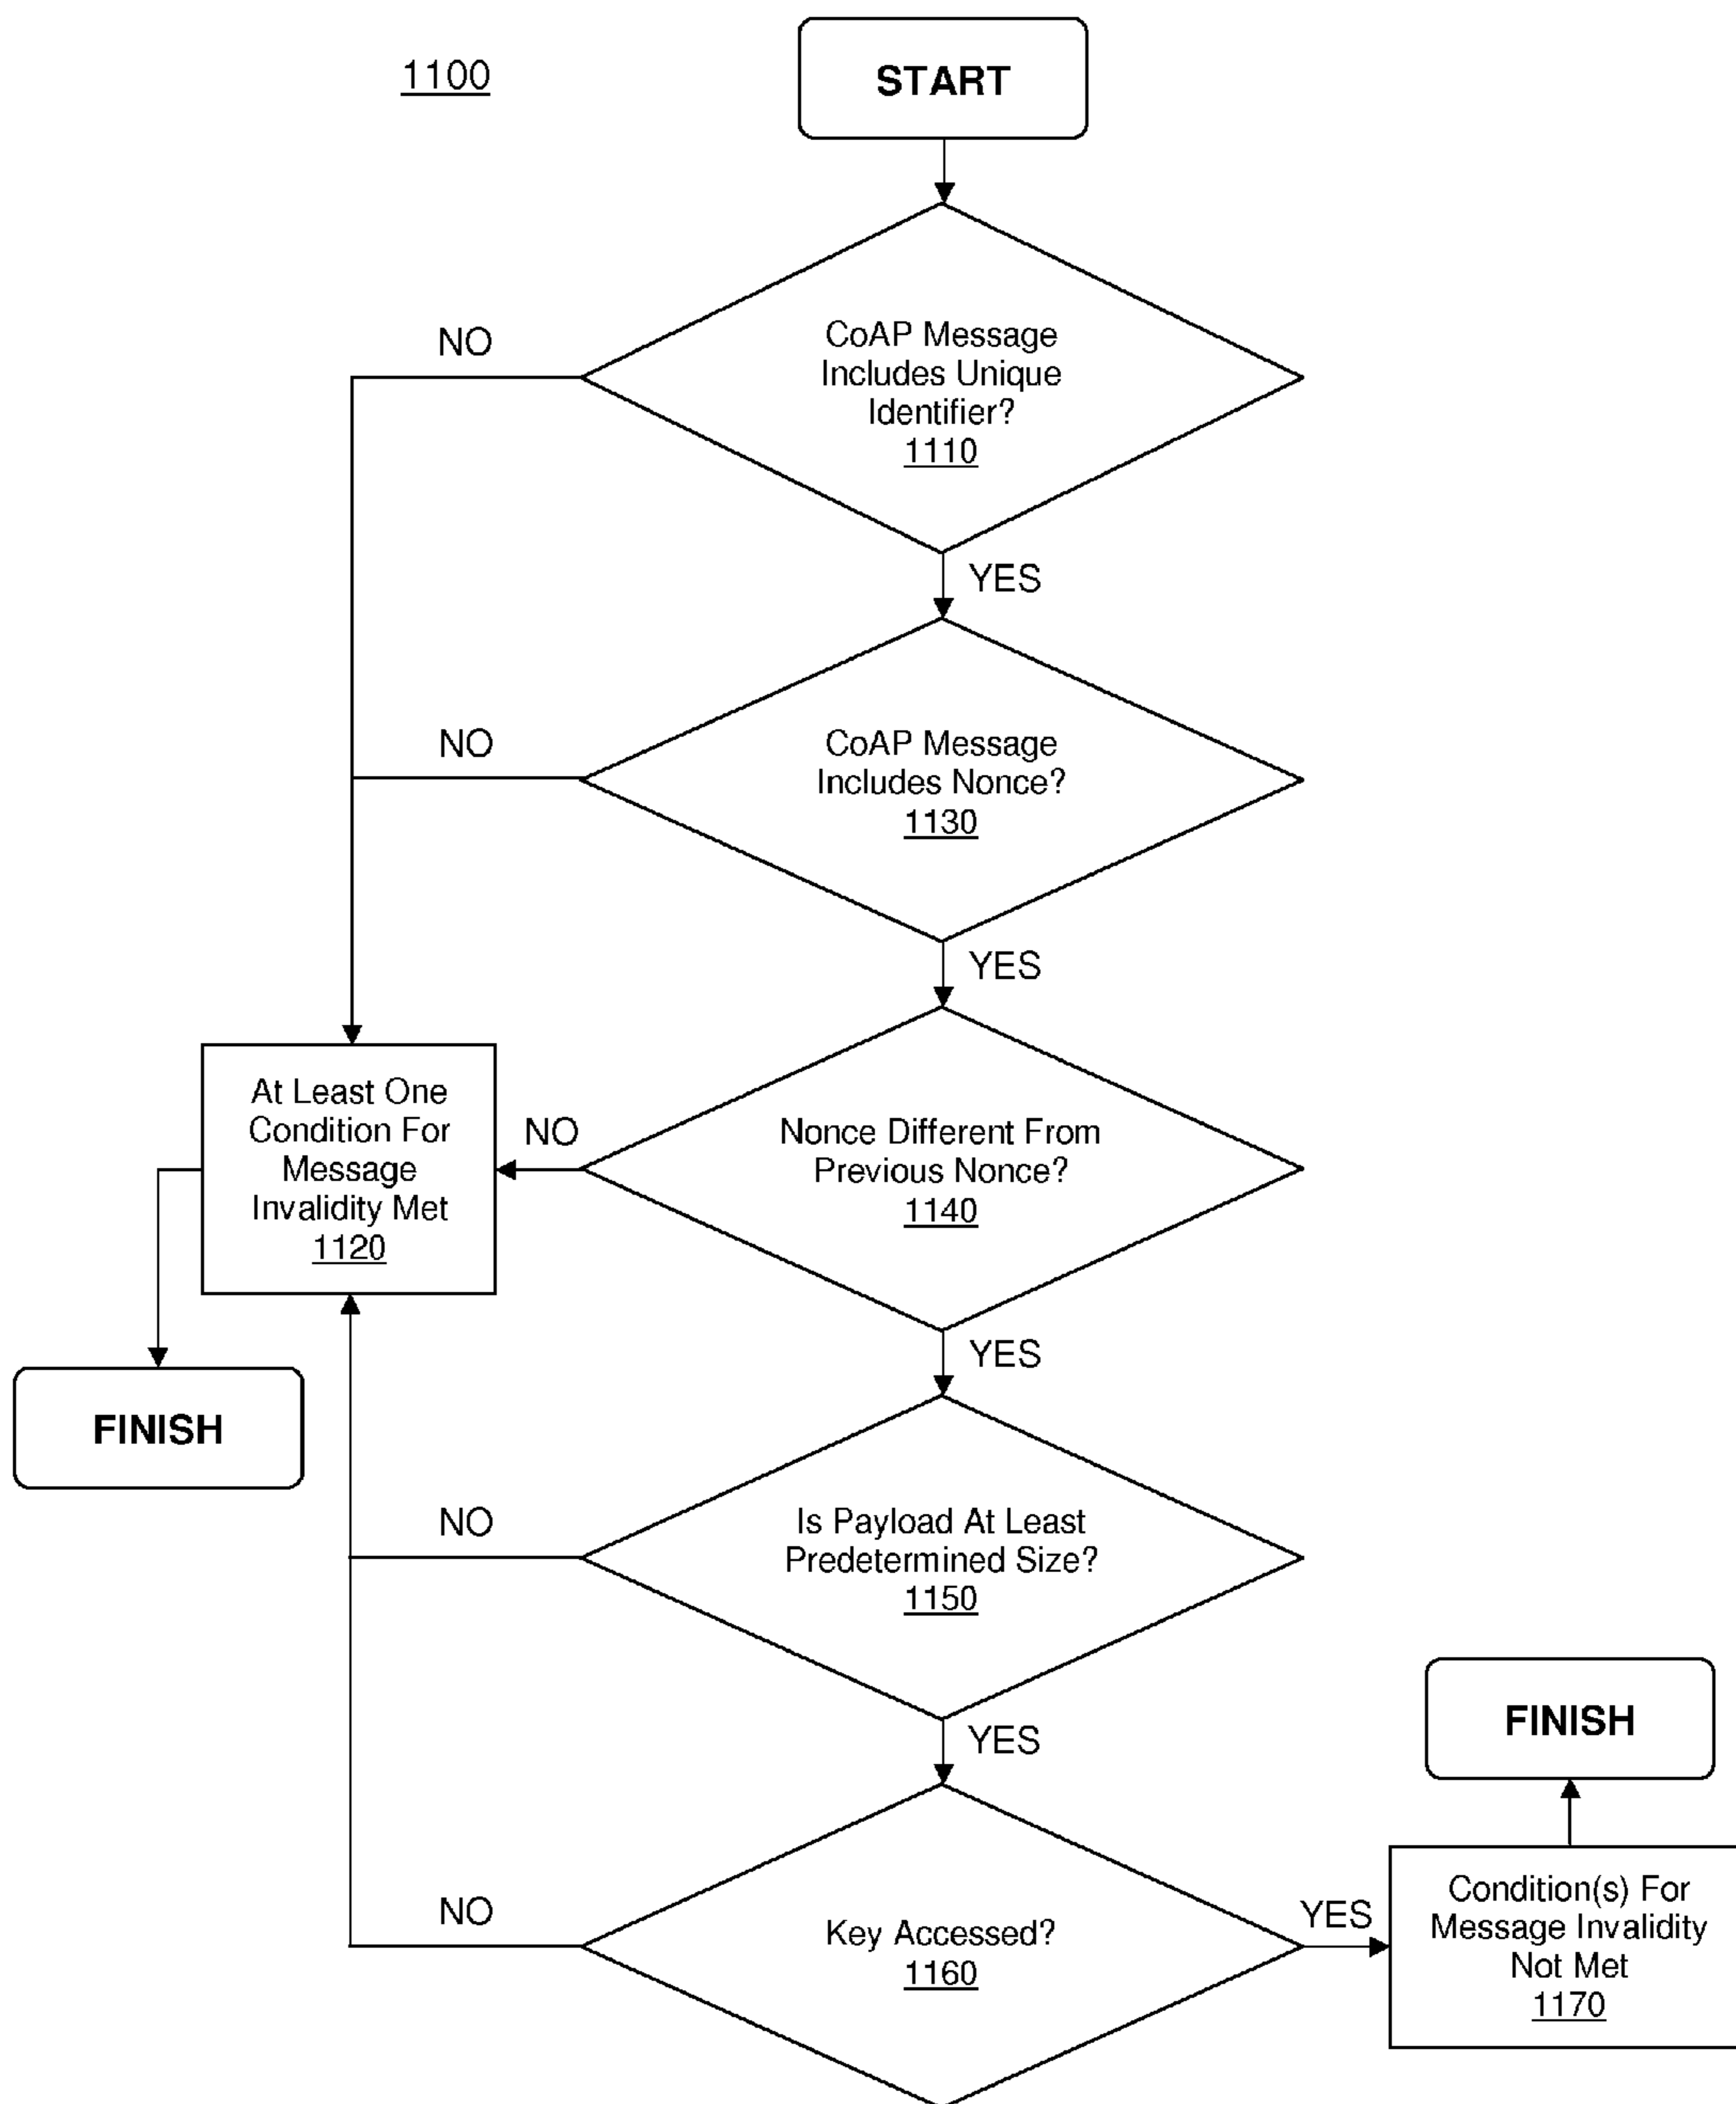 1100
START
CoAP Message
Includes Unique
Identifier?
1110
NO
YES
CoAP Message
Includes Nonce?
1130
NO
YES
Nonce Different From
Previous Nonce?
1140
NO
At Least One
Condition For
Message
Invalidity Met
1120
FINISH
YES
Is Payload At Least
Predetermined Size?
1150
NO
YES
Key Accessed?
1160
NO
YES
Condition(s) For
Message Invalidity
Not Met
1170
FINISH